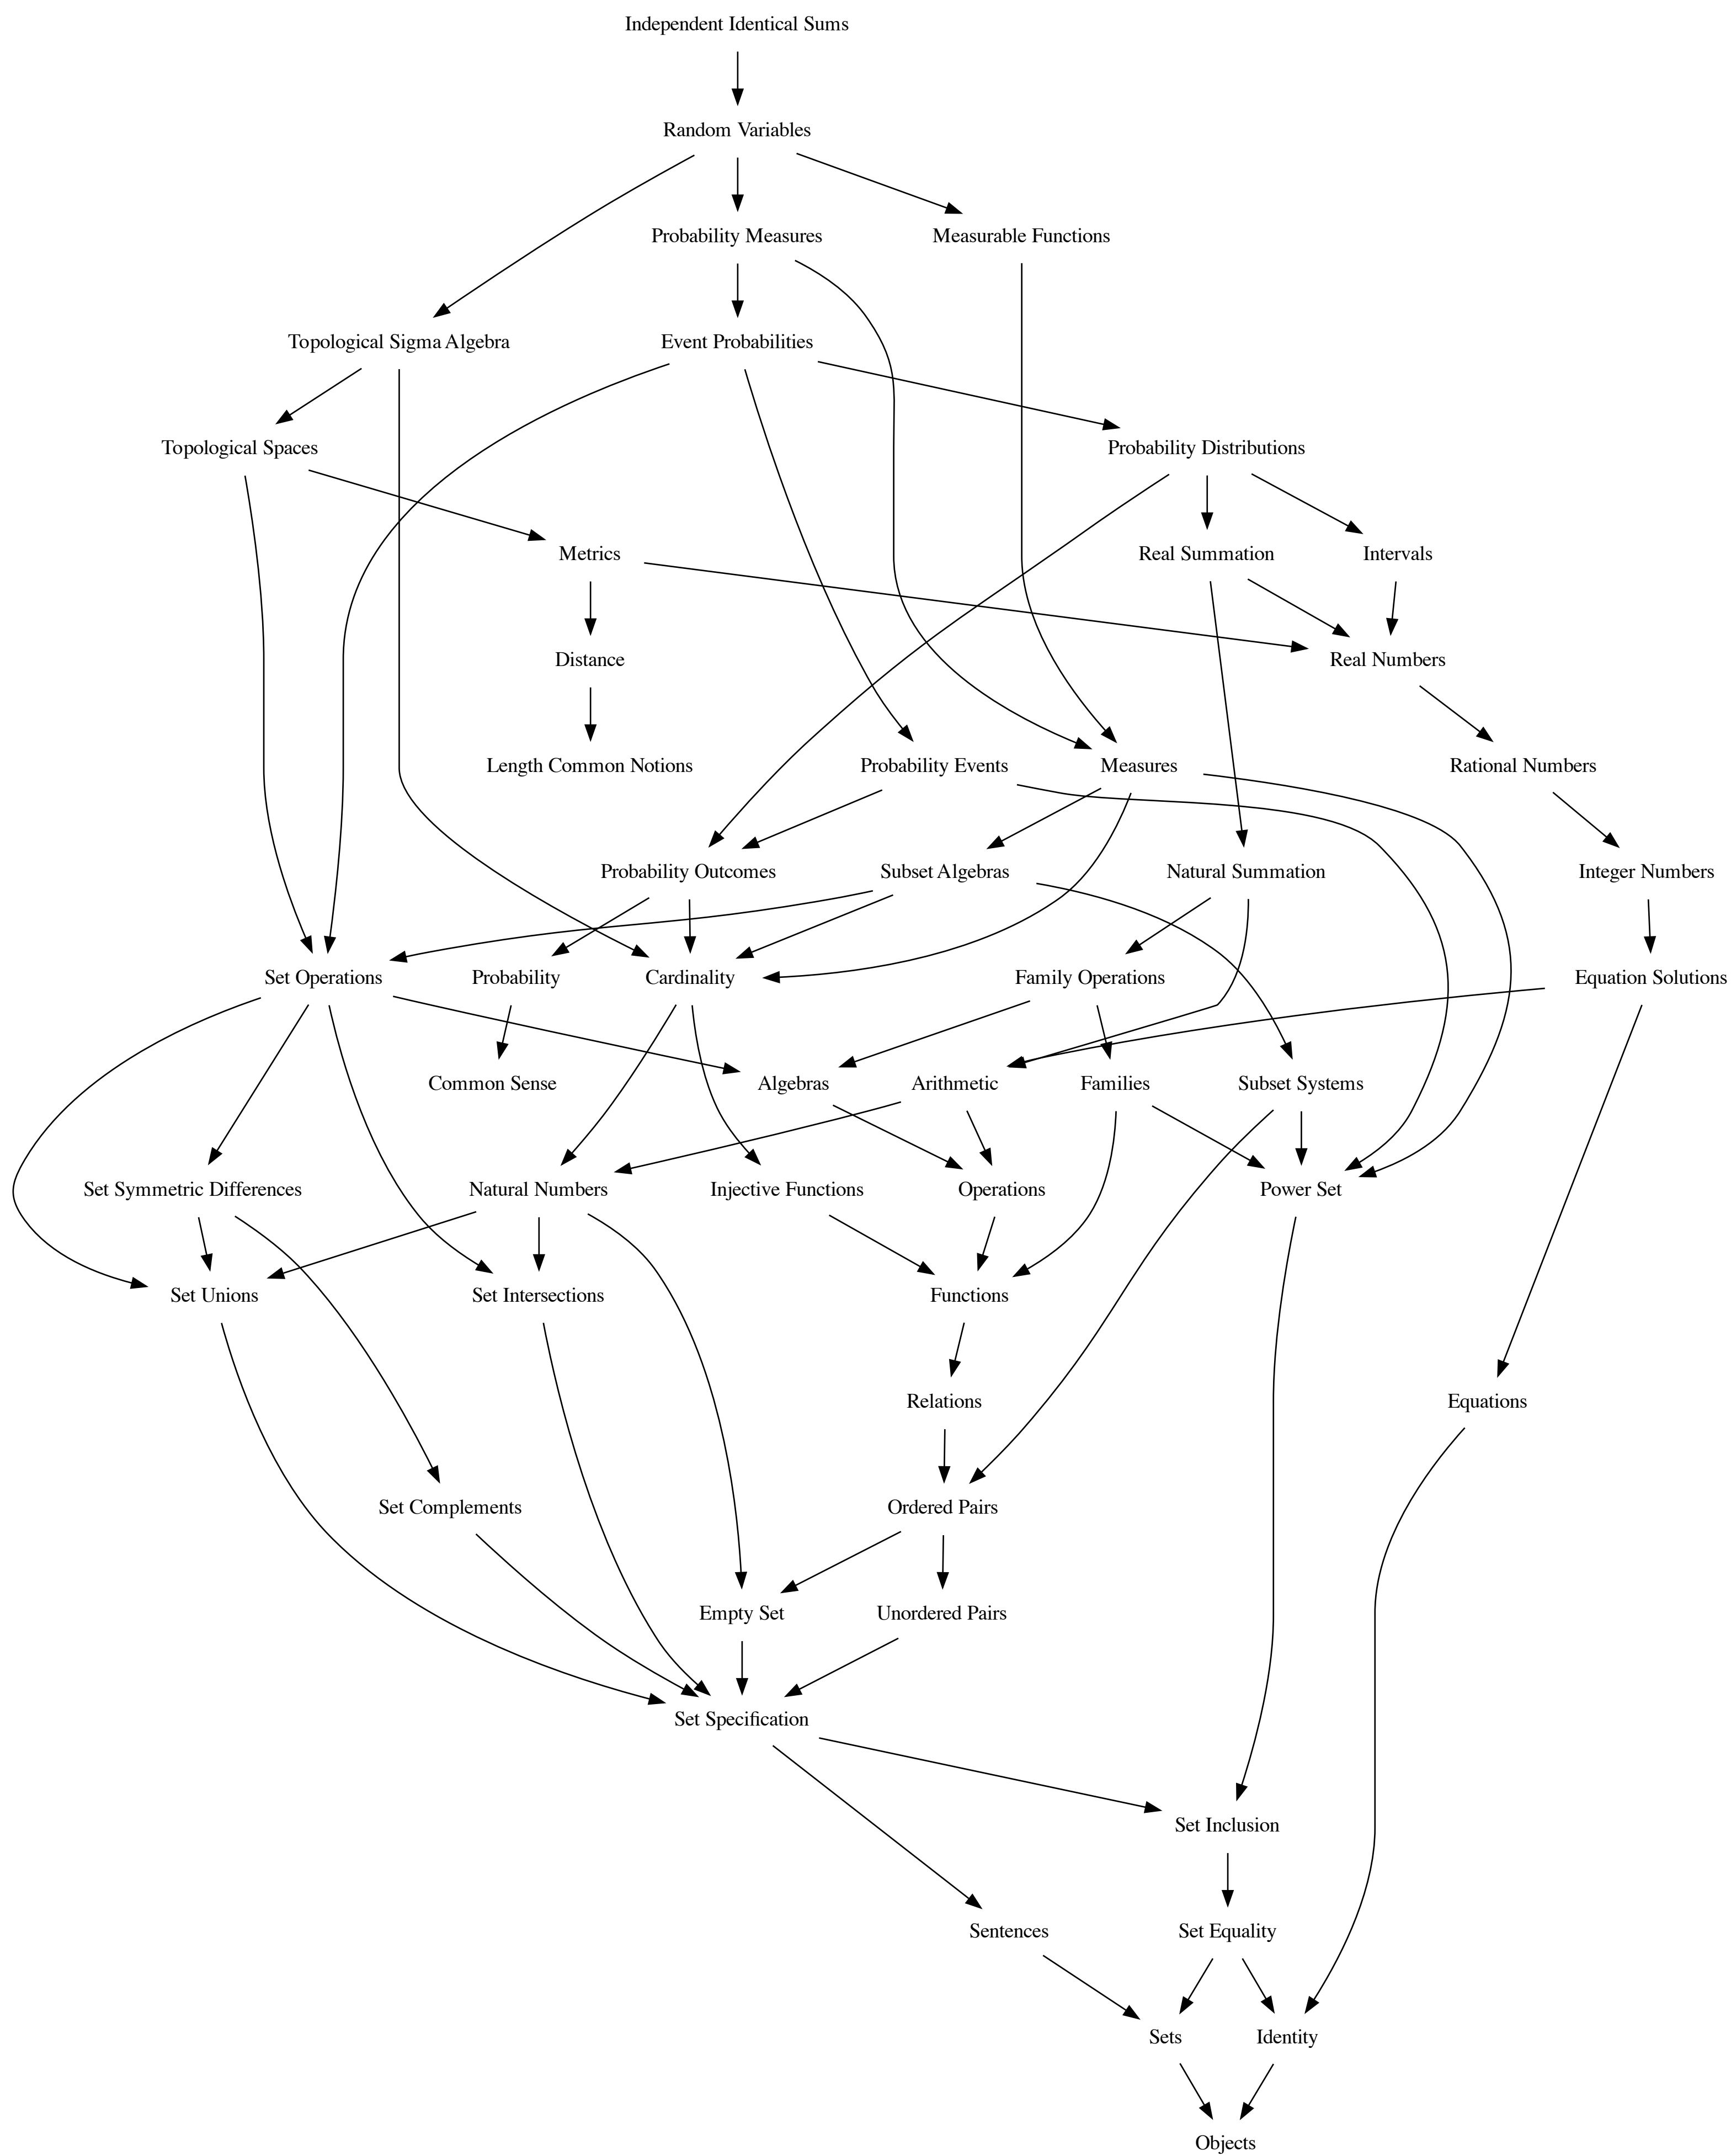 Independent Identical Sums
Random Variables
Probability Measures
Measurable Functions
Topological Sigma Algebra
Event Probabilities
Topological Spaces
Probability Distributions
Metrics
Real Summation
Intervals
Distance
Real Numbers
Length Common Notions
Probability Events
Measures
Rational Numbers
Probability Outcomes
Subset Algebras
Natural Summation
Integer Numbers
Set Operations
Probability
Cardinality
Family Operations
Equation Solutions
Common Sense
Algebras
Arithmetic
Families
Subset Systems
Set Symmetric Differences
Natural Numbers
Injective Functions
Operations
Power Set
Set Unions
Set Intersections
Functions
Relations
Equations
Set Complements
Ordered Pairs
Empty Set
Unordered Pairs
Set Specification
Set Inclusion
Sentences
Set Equality
Sets
Identity
Objects